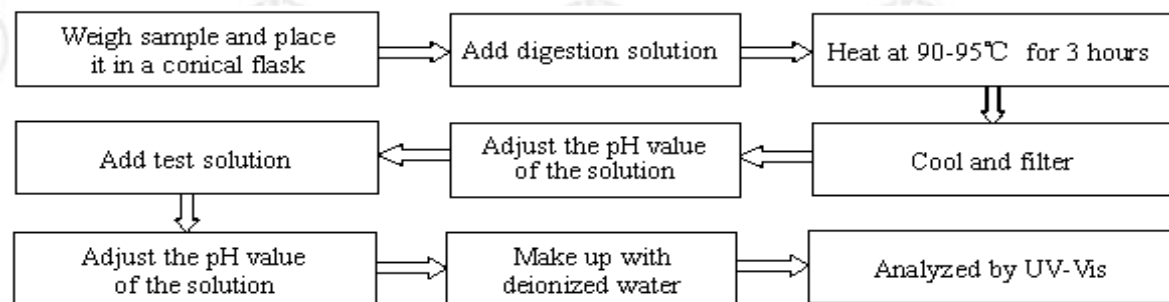 Weigh sample and place
it in a conical flask
Add digestion solution
Heat at 90-95℃ for 3 hours
Cool and filter
Adjust the pH value
of the solution
Add test solution
Adjust the pH value
of the solution
Make up with
deionized water
Analyzed by UV-Vis